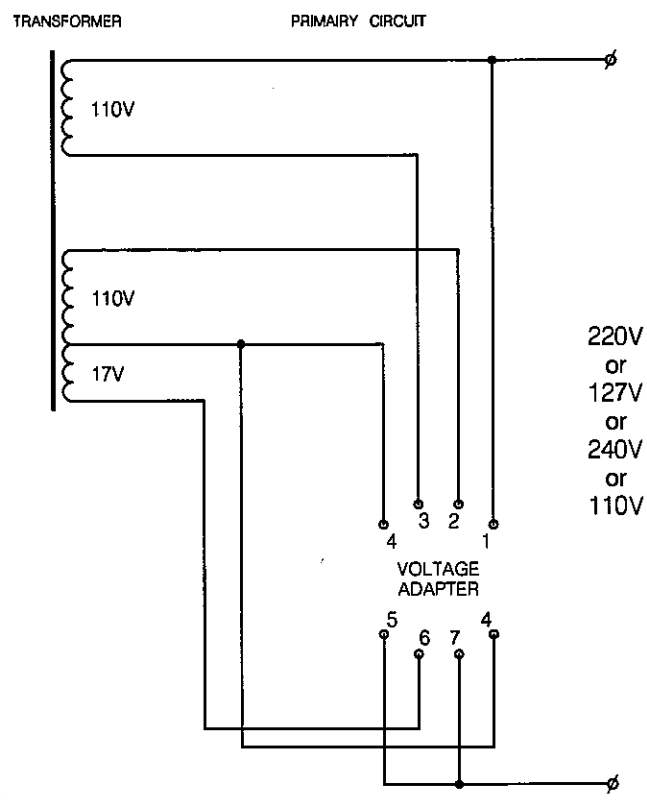 TRANSFORMER
PRIMAIRY CIRCUIT
110V
110V
17V
220V
or
127V
or
240V
or
110V
4 3 2 1
VOLTAGE
ADAPTER
5 6 7 4